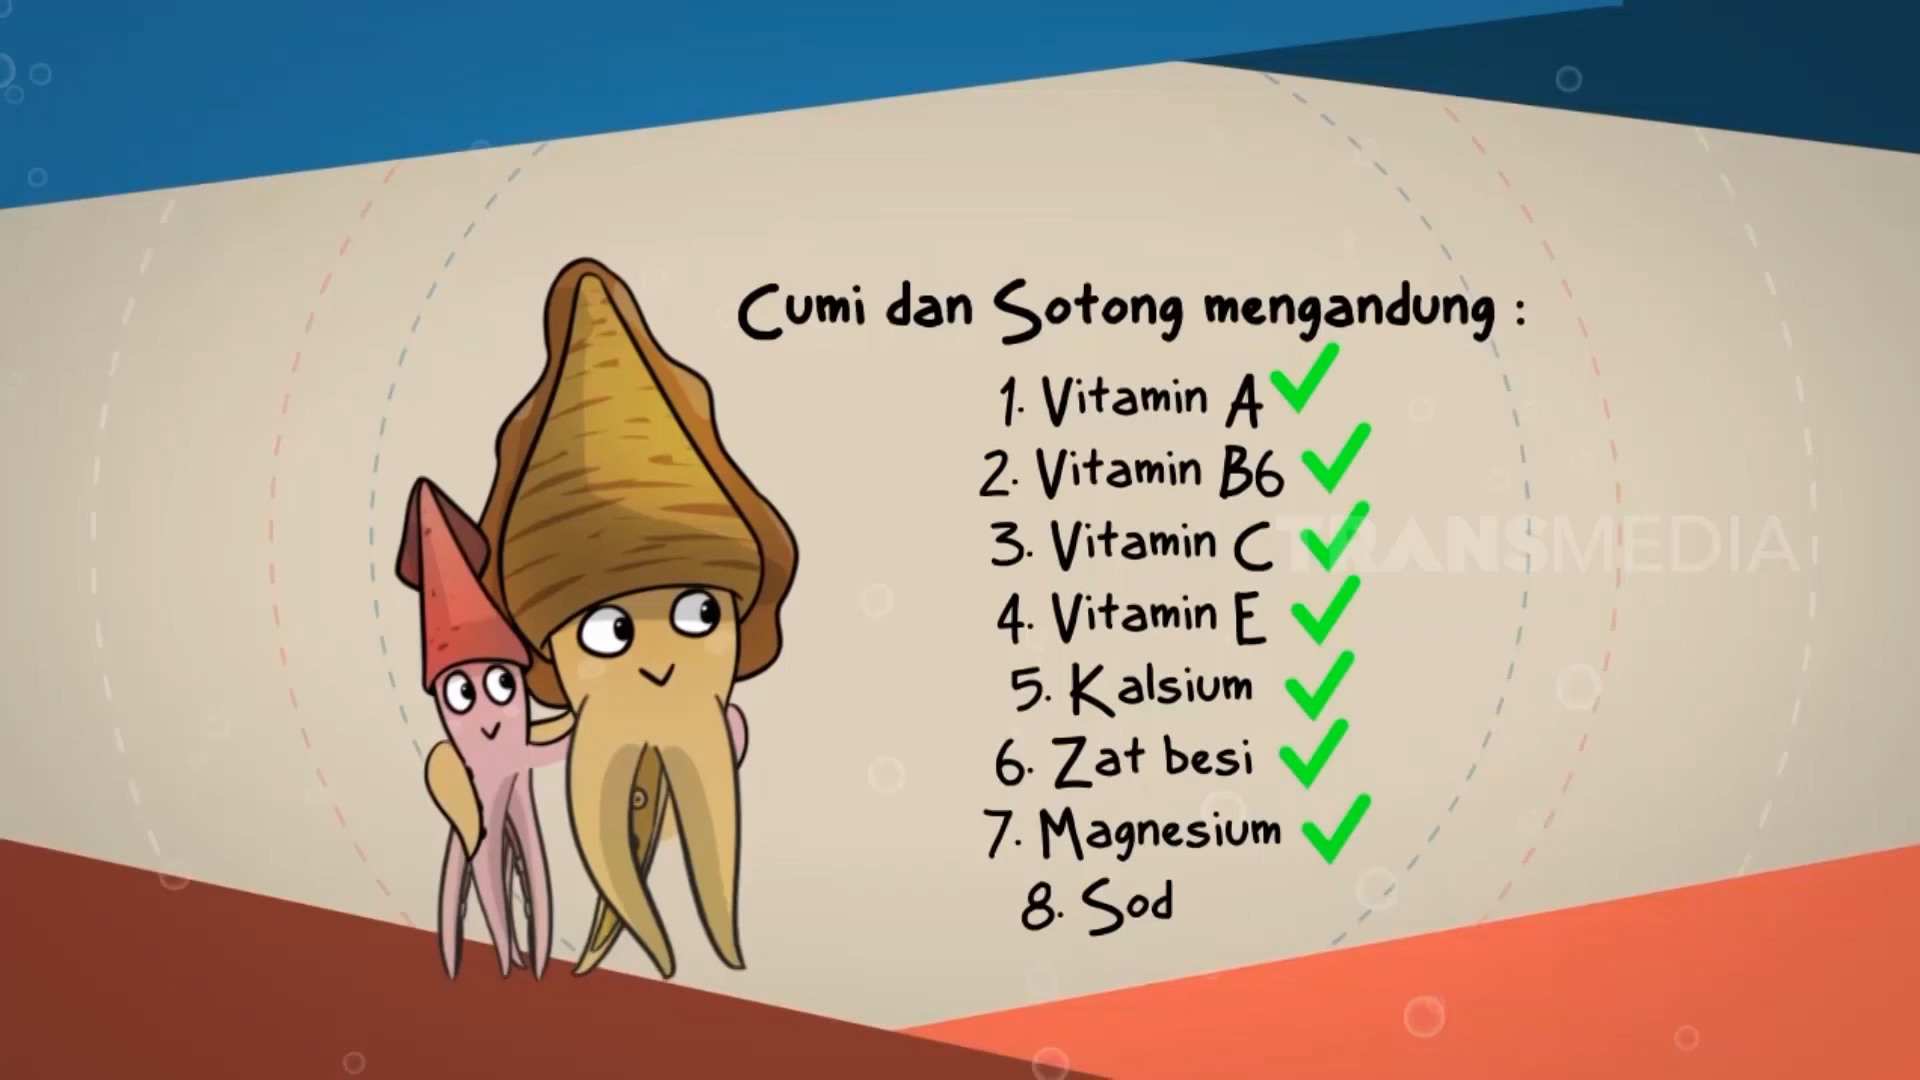 Cumi dan Sotong mengandung :
1. Vitamin A
2. Vitamin B6
3. Vitamin C
4. Vitamin E
5. Kalsium
6. Zat besi
7. Magnesium
8. Sod
TRANSMEDIA